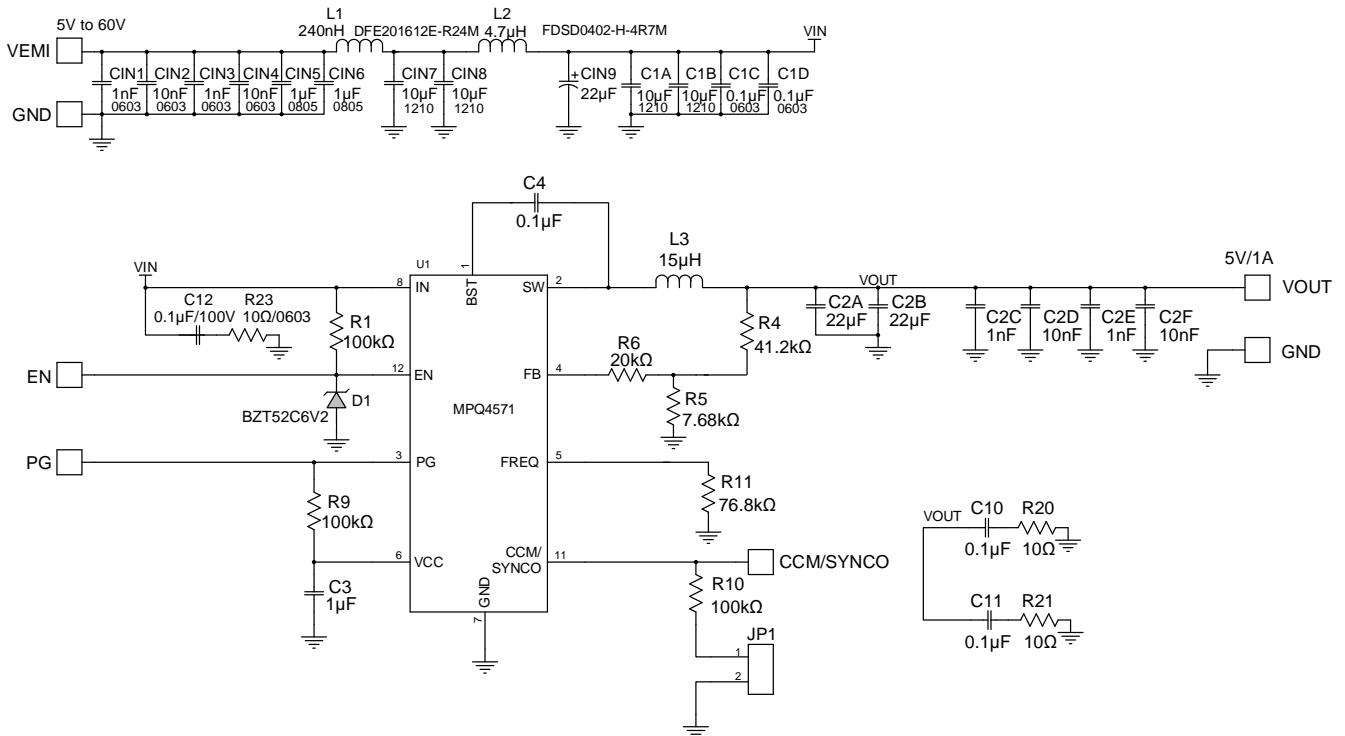 5V to 60V
VEMI
GND
L1
240nH
DFE201612E-R24M
L2
4.7µH
FDSD0402-H-4R7M
VIN
CIN1
1nF
0603
CIN2
10nF
0603
CIN3
1nF
0603
CIN4
10nF
0603
CIN5
1µF
0805
CIN6
1µF
0805
CIN7
10µF
1210
CIN8
10µF
1210
+
CIN9
22µF
C1A
10µF
1210
C1B
10µF
1210
C1C
0.1µF
0603
C1D
0.1µF
0603
C4
0.1µF
VIN
C12
0.1µF/100V
R23
10Ω/0603
R1
100kΩ
EN
D1
BZT52C6V2
PG
R9
100kΩ
C3
1µF
U1
MPQ4571
8
IN
12
EN
3
PG
6
VCC
1
BST
SW
2
FB
4
FREQ
5
CCM/
SYNCO
11
GND
7
L3
15µH
R4
41.2kΩ
R6
20kΩ
R5
7.68kΩ
R11
76.8kΩ
CCM/SYNCO
R10
100kΩ
JP1
1
2
VOUT
C2A
22µF
C2B
22µF
C2C
1nF
C2D
10nF
C2E
1nF
C2F
10nF
5V/1A
VOUT
GND
VOUT
C10
0.1µF
R20
10Ω
C11
0.1µF
R21
10Ω